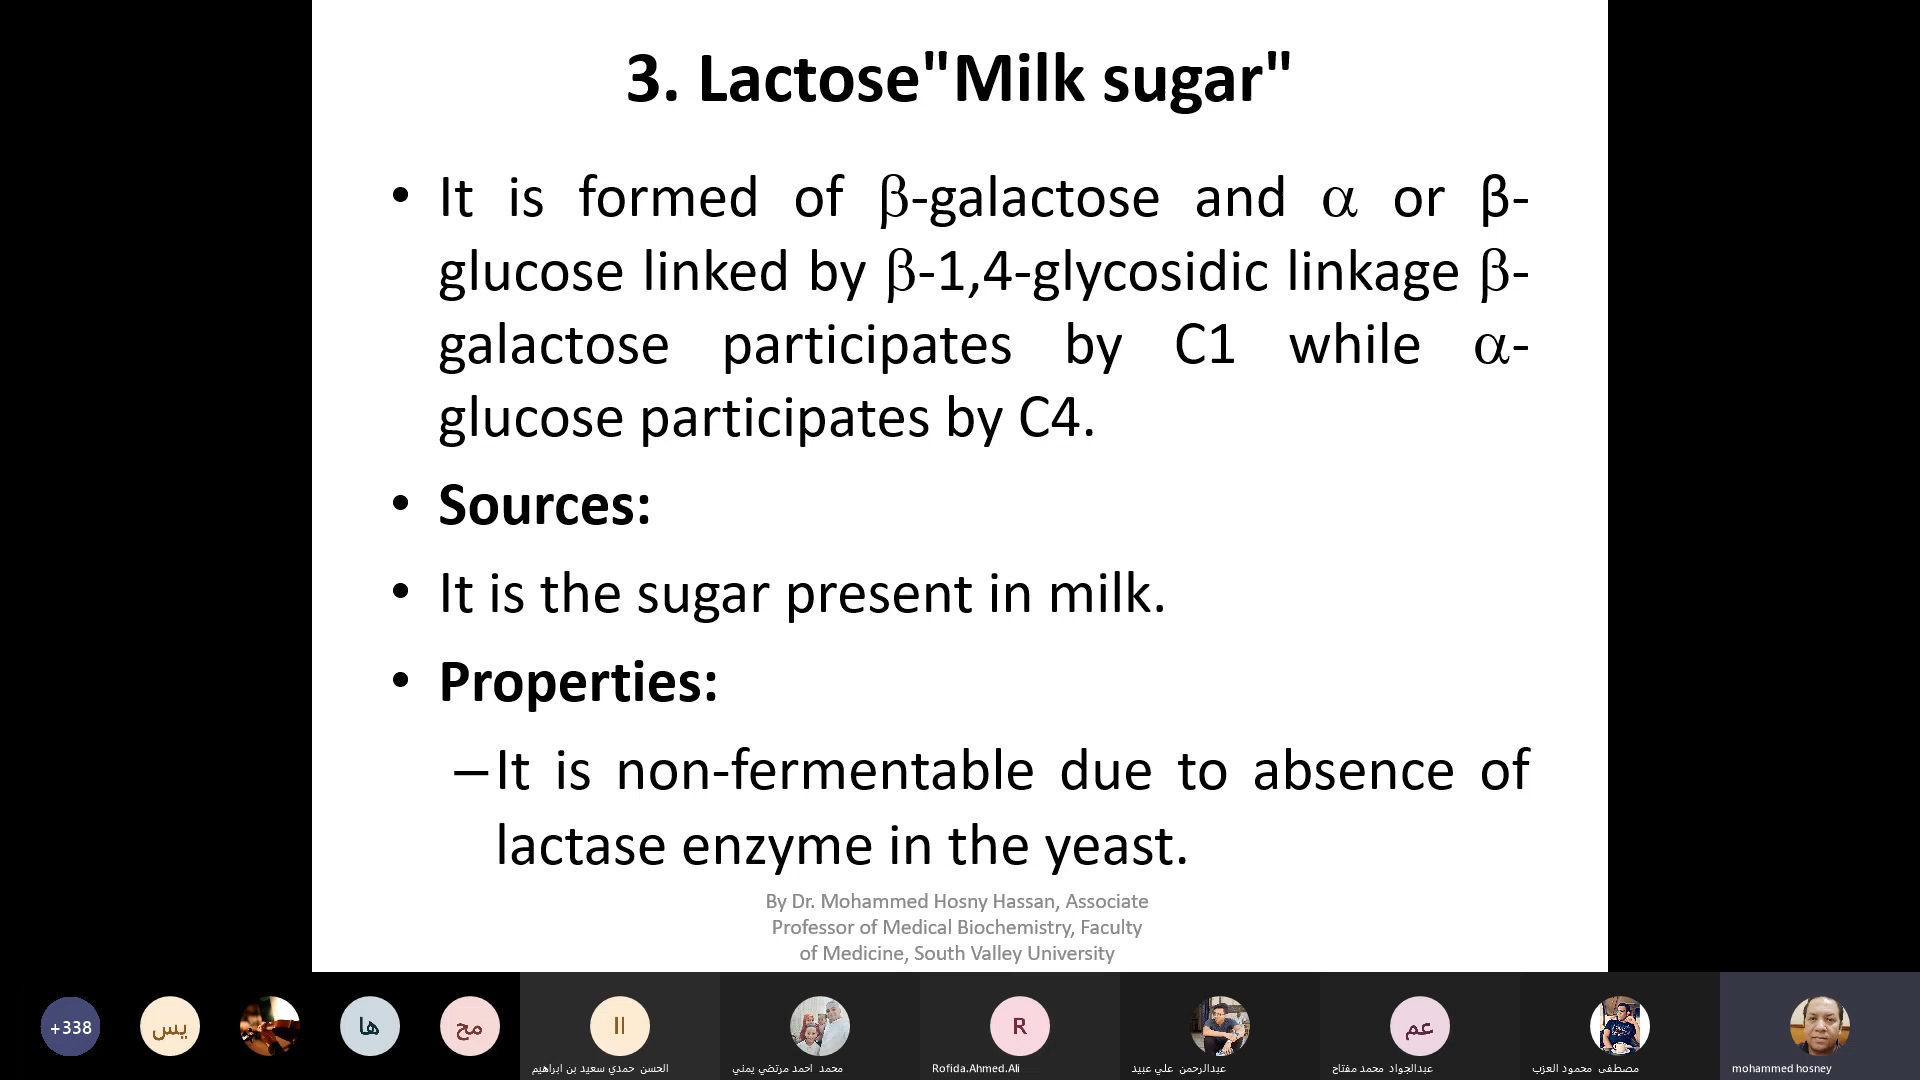 3. Lactose"Milk sugar"
• It is formed of β-galactose and α or β-
glucose linked by β-1,4-glycosidic linkage β-
galactose participates by C1 while α-
glucose participates by C4.
• Sources:
• It is the sugar present in milk.
• Properties:
–It is non-fermentable due to absence of
lactase enzyme in the yeast.
By Dr. Mohammed Hosny Hassan, Associate
Professor of Medical Biochemistry, Faculty
of Medicine, South Valley University
+338
يس
ها
مح
اا
R
عم
الحسن حمدي سعيد بن ابراهيم
محمد احمد مرتضي يمني
Rofida.Ahmed.Ali
عبدالرحمن علي عبيد
عبدالجواد محمد مفتاح
مصطفى محمود العزب
mohammed hosney